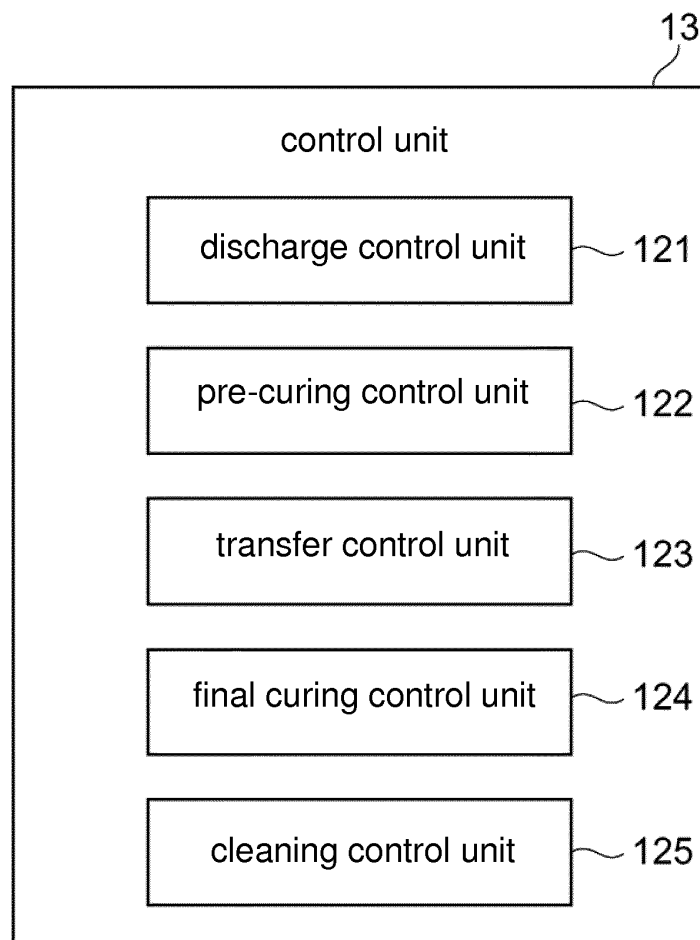 13
control unit
discharge control unit
121
pre-curing control unit
122
transfer control unit
123
final curing control unit
124
cleaning control unit
125